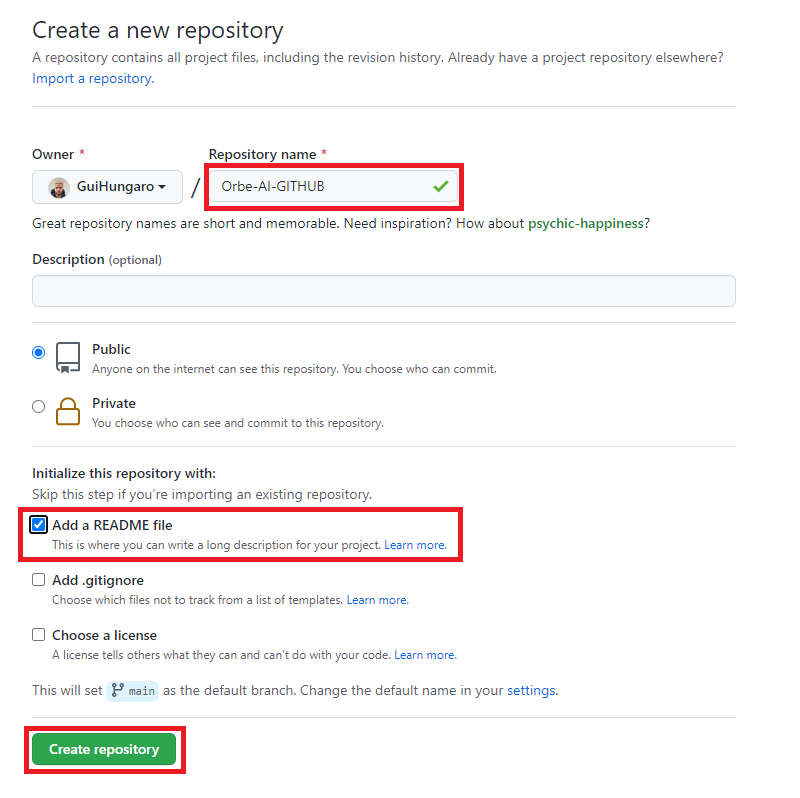 Create a new repository
A repository contains all project files, including the revision history. Already have a project repository elsewhere?
Import a repository.
Owner *
Repository name *
GuiHungaro
/
Orbe-AI-GITHUB
Great repository names are short and memorable. Need inspiration? How about psychic-happiness?
Description (optional)
Public
Anyone on the internet can see this repository. You choose who can commit.
Private
You choose who can see and commit to this repository.
Initialize this repository with:
Skip this step if you’re importing an existing repository.
Add a README file
This is where you can write a long description for your project. Learn more.
Add .gitignore
Choose which files not to track from a list of templates. Learn more.
Choose a license
A license tells others what they can and can't do with your code. Learn more.
This will set main as the default branch. Change the default name in your settings.
Create repository